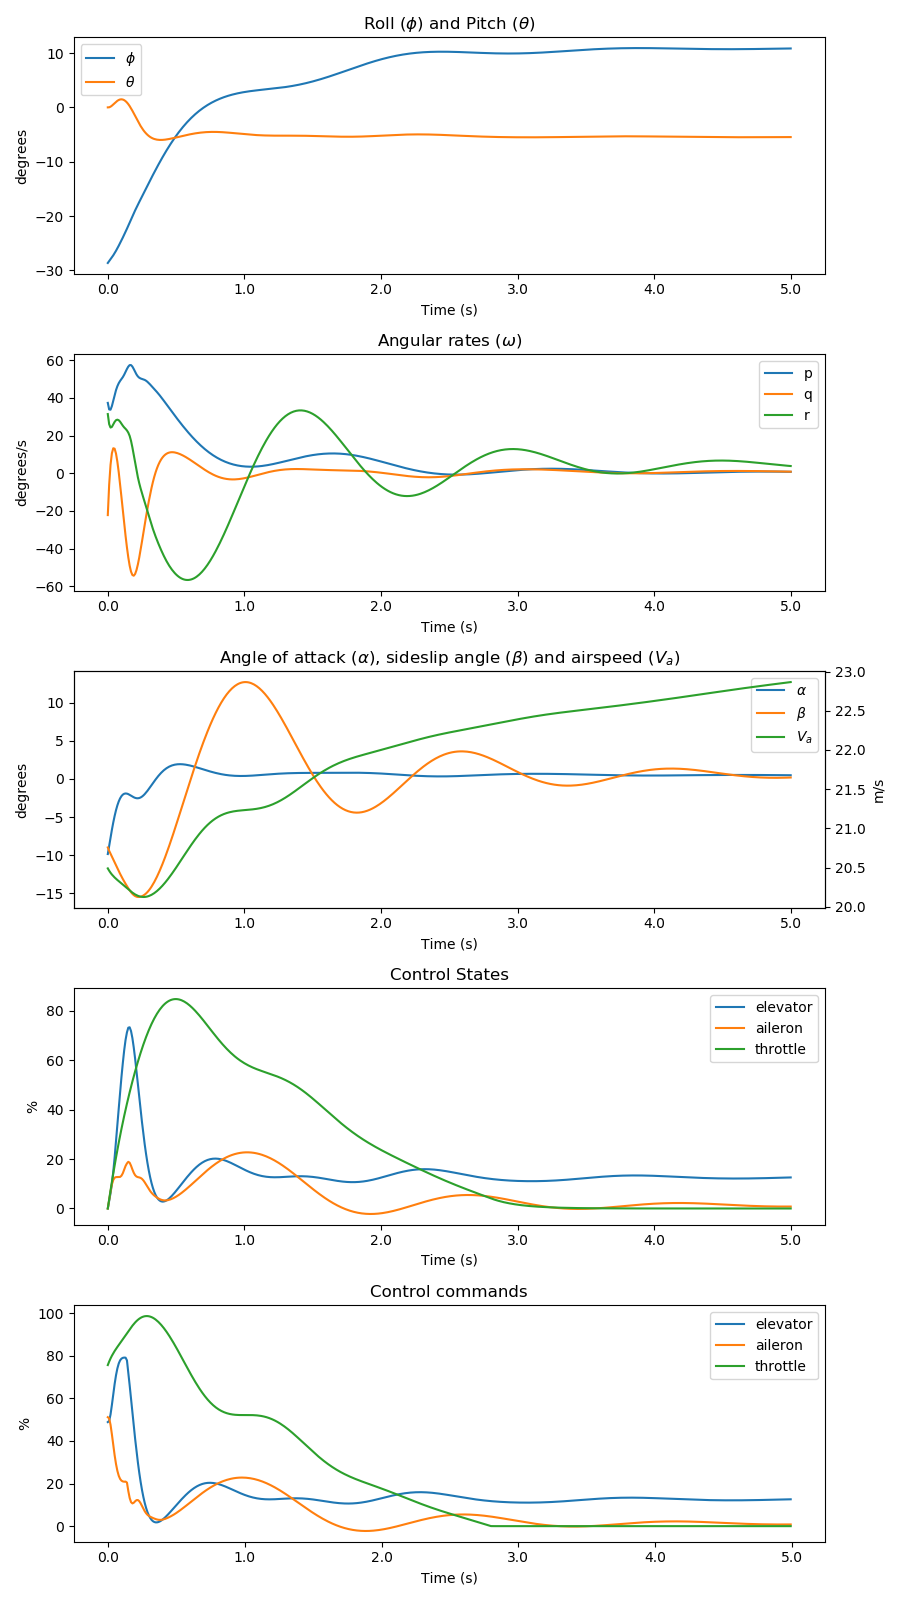 Roll (ϕ) and Pitch (θ)
degrees
10
0
−10
−20
−30
ϕ
θ
0.0 1.0 2.0 3.0 4.0 5.0
Time (s)
Angular rates (ω)
degrees/s
60
40
20
0
−20
−40
−60
p
q
r
0.0 1.0 2.0 3.0 4.0 5.0
Time (s)
Angle of attack (α), sideslip angle (β) and airspeed (Vₐ)
degrees
10
5
0
−5
−10
−15
α
β
Vₐ
23.0
22.5
22.0
21.5
21.0
20.5
20.0
m/s
0.0 1.0 2.0 3.0 4.0 5.0
Time (s)
Control States
%
80
60
40
20
0
elevator
aileron
throttle
0.0 1.0 2.0 3.0 4.0 5.0
Time (s)
Control commands
%
100
80
60
40
20
0
elevator
aileron
throttle
0.0 1.0 2.0 3.0 4.0 5.0
Time (s)